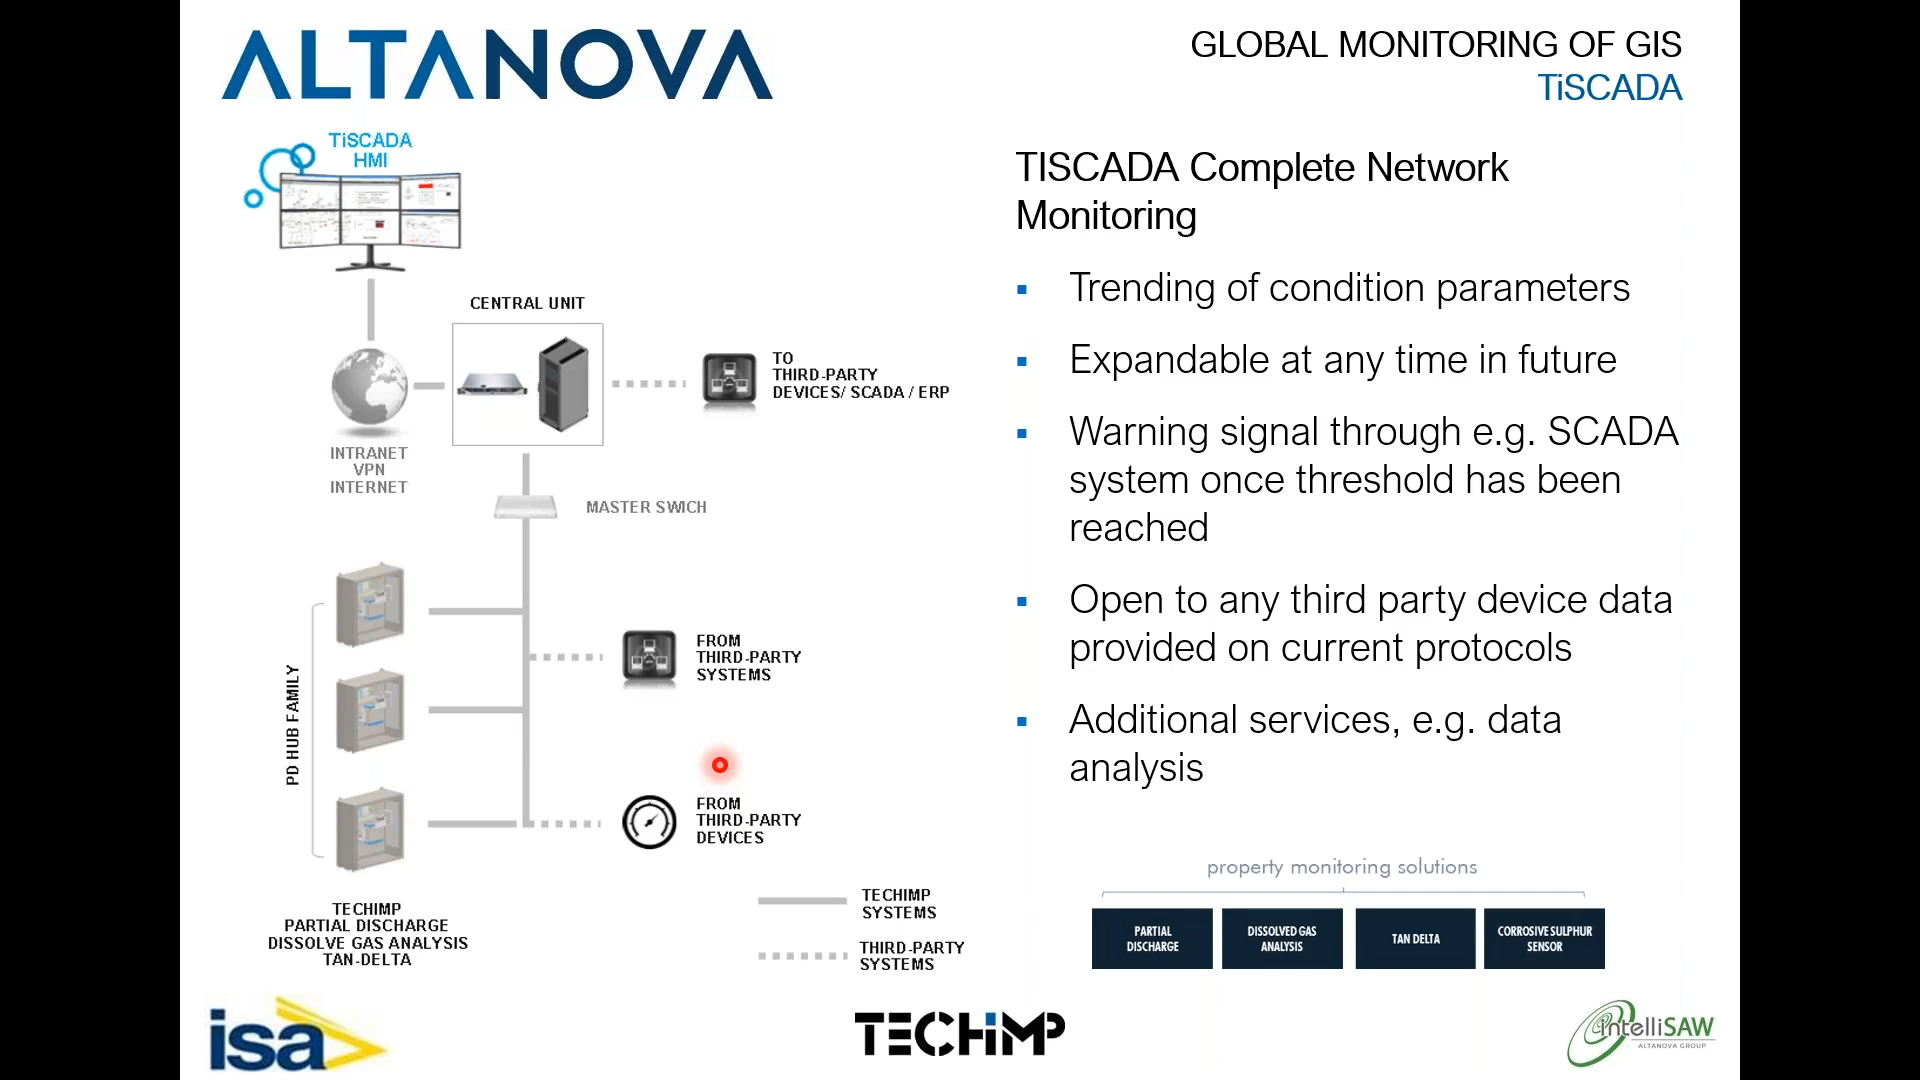 ALTANOVA
GLOBAL MONITORING OF GIS
TiSCADA
TiSCADA
HMI
CENTRAL UNIT
TO
THIRD-PARTY
DEVICES/ SCADA / ERP
INTRANET
VPN
INTERNET
MASTER SWICH
PD HUB FAMILY
FROM
THIRD-PARTY
SYSTEMS
FROM
THIRD-PARTY
DEVICES
TECHIMP
PARTIAL DISCHARGE
DISSOLVE GAS ANALYSIS
TAN-DELTA
TECHIMP
SYSTEMS
THIRD-PARTY
SYSTEMS
TISCADA Complete Network
Monitoring
▪ Trending of condition parameters
▪ Expandable at any time in future
▪ Warning signal through e.g. SCADA
system once threshold has been
reached
▪ Open to any third party device data
provided on current protocols
▪ Additional services, e.g. data
analysis
property monitoring solutions
PARTIAL
DISCHARGE
DISSOLVED GAS
ANALYSIS
TAN DELTA
CORROSIVE SULPHUR
SENSOR
isa
TECHiMP
intelliSAW
ALTANOVA GROUP